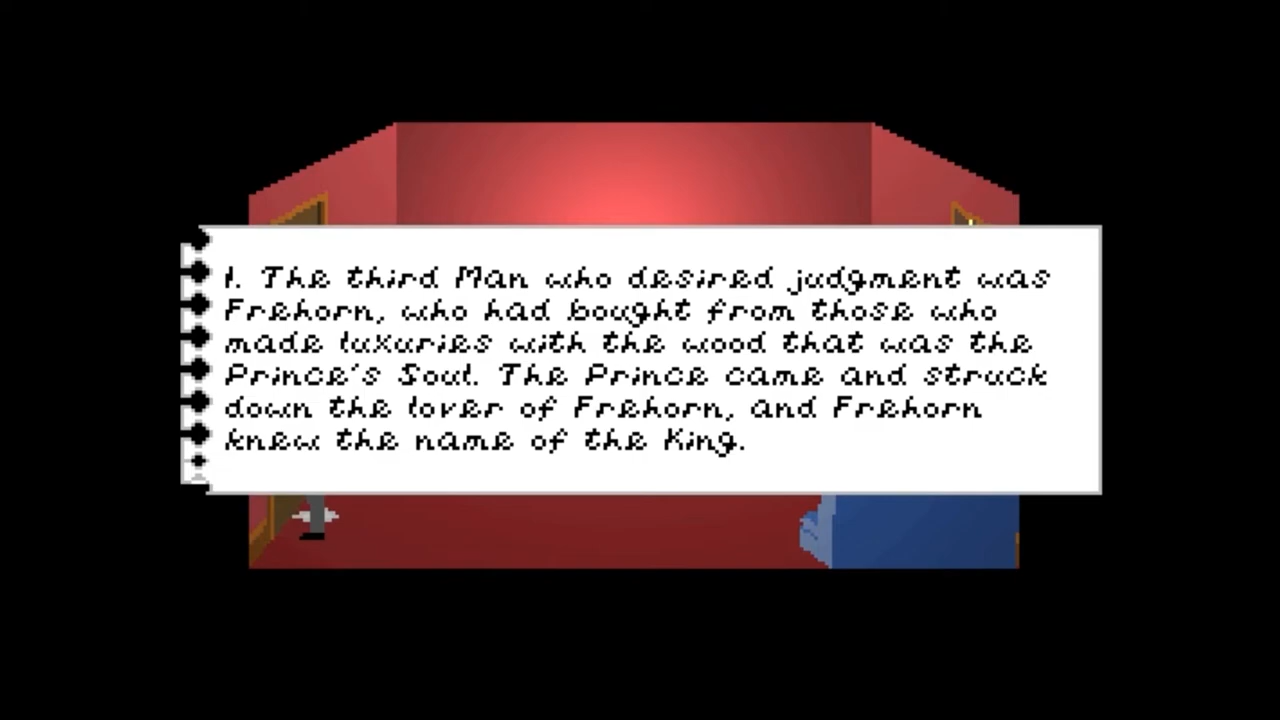 1. The third Man who desired judgment was
Frehorn, who had bought from those who
made luxuries with the wood that was the
Prince's Soul. The Prince came and struck
down the lover of Frehorn, and Frehorn
knew the name of the King.